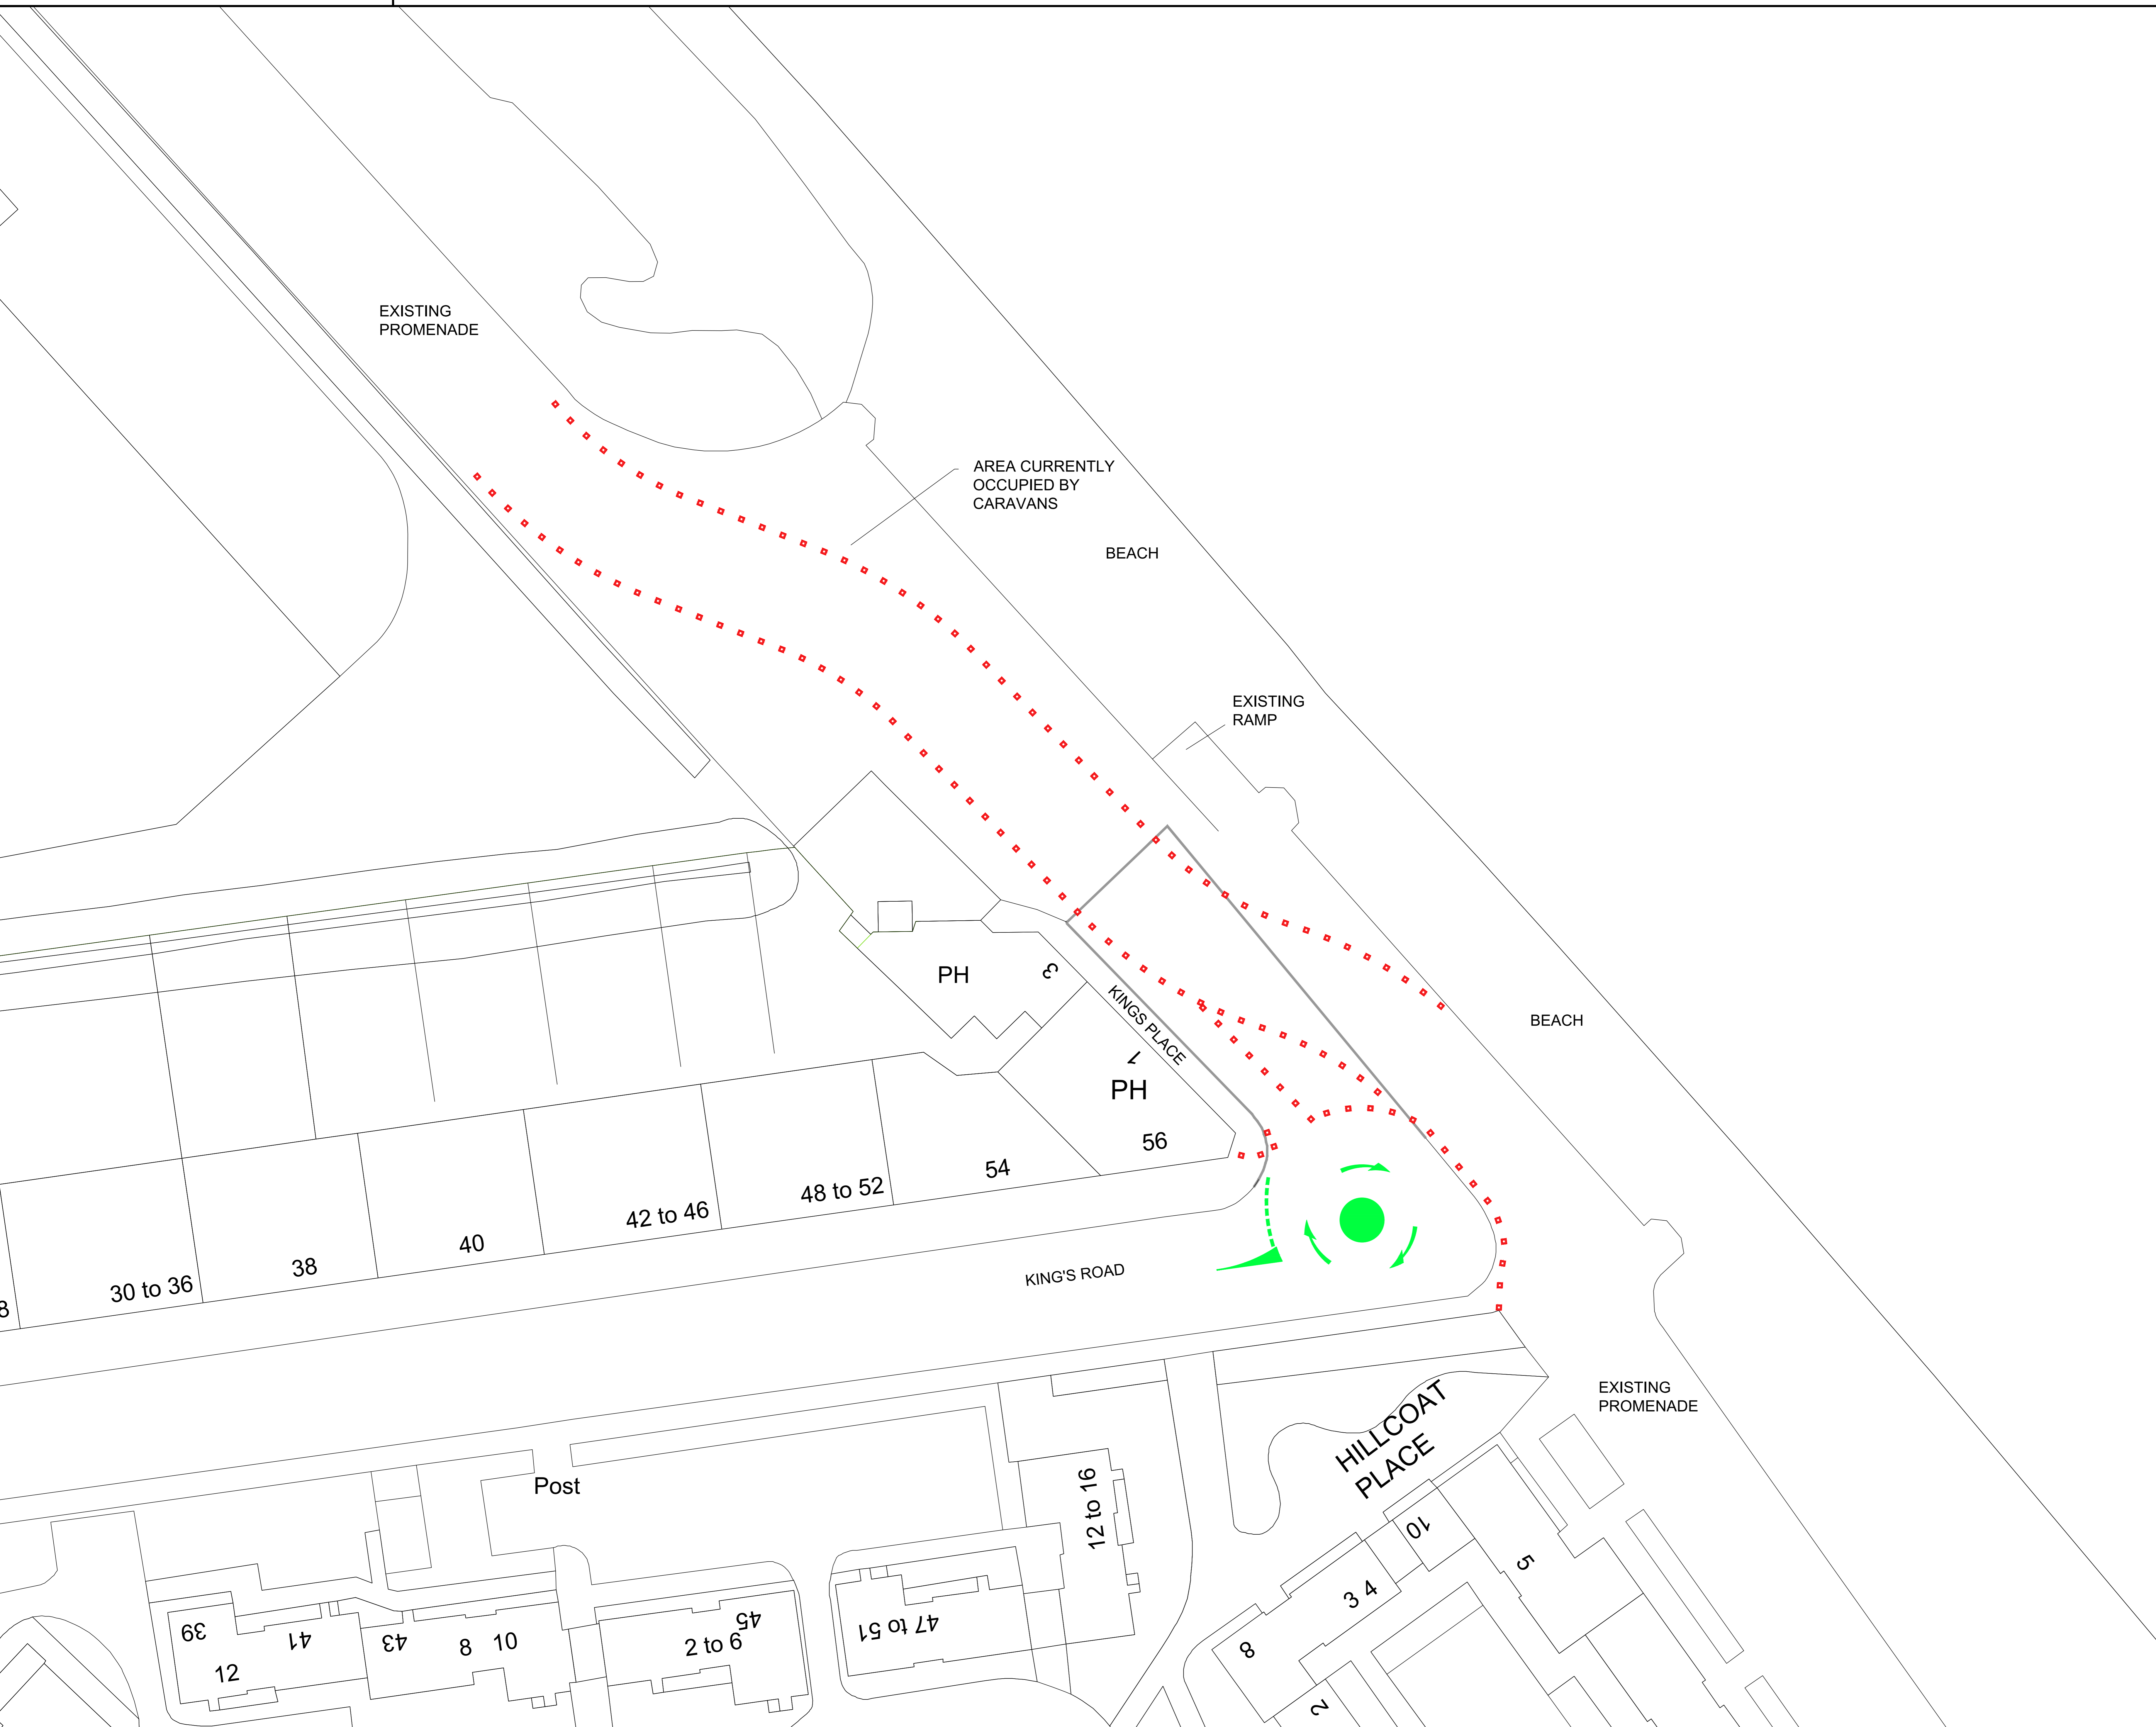 EXISTING
PROMENADE
AREA CURRENTLY
OCCUPIED BY
CARAVANS
BEACH
EXISTING
RAMP
PH
3
KINGS PLACE
1
PH
56
BEACH
54
48 to 52
42 to 46
40
38
30 to 36
8
KING'S ROAD
EXISTING
PROMENADE
HILLCOAT
PLACE
Post
12 to 16
10
5
3 4
8
2
39
41
43
8 10
12
45
2 to 6
47 to 51